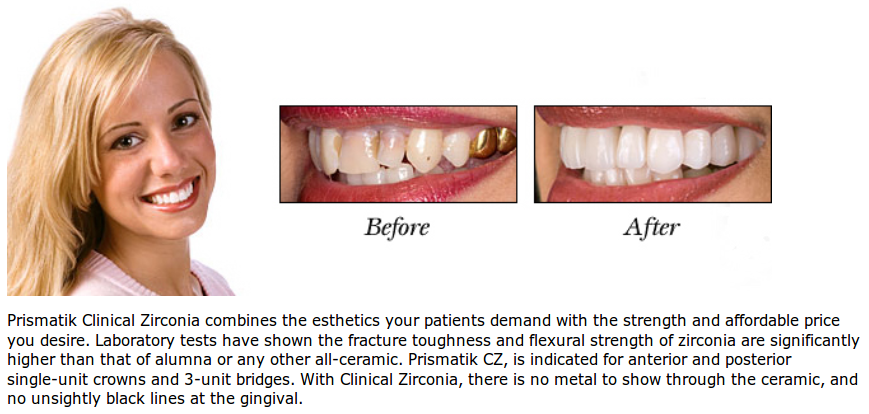 Before
After
Prismatik Clinical Zirconia combines the esthetics your patients demand with the strength and affordable price
you desire. Laboratory tests have shown the fracture toughness and flexural strength of zirconia are significantly
higher than that of alumna or any other all-ceramic. Prismatik CZ, is indicated for anterior and posterior
single-unit crowns and 3-unit bridges. With Clinical Zirconia, there is no metal to show through the ceramic, and
no unsightly black lines at the gingival.